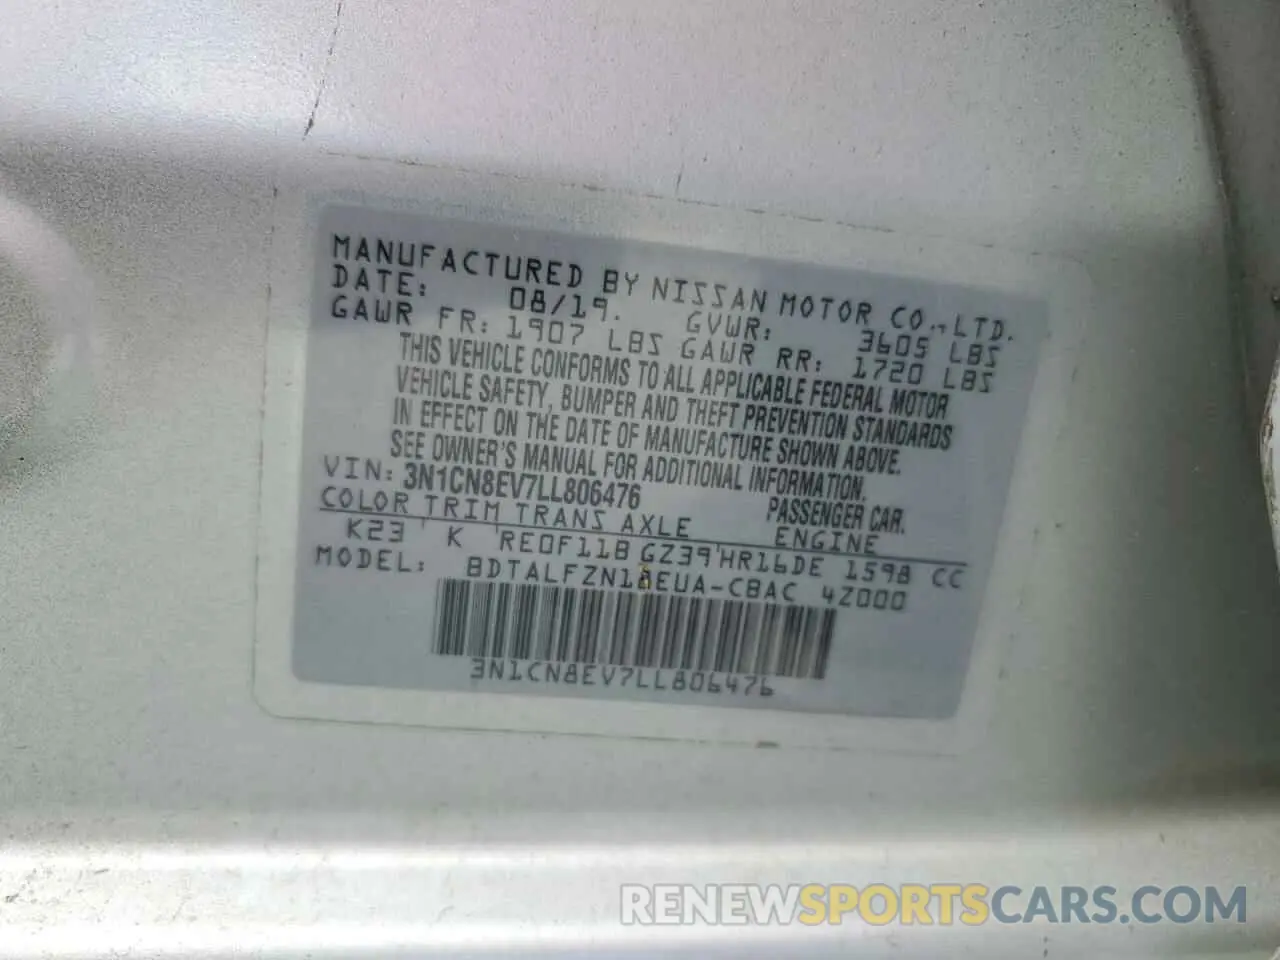 MANUFACTURED BY NISSAN MOTOR CO., LTD.
DATE: 08/19. GVWR: 3605 LBS
GAWR FR: 1907 LBS GAWR RR: 1720 LBS
THIS VEHICLE CONFORMS TO ALL APPLICABLE FEDERAL MOTOR
VEHICLE SAFETY, BUMPER AND THEFT PREVENTION STANDARDS
IN EFFECT ON THE DATE OF MANUFACTURE SHOWN ABOVE.
SEE OWNER'S MANUAL FOR ADDITIONAL INFORMATION.
VIN: 3N1CN8EV7LL806476 PASSENGER CAR.
COLOR TRIM TRANS AXLE ENGINE
K23 K RE0F11B GZ39 HR16DE 1598 CC
MODEL: BDTALFZN18EUA-CBAC 4Z000
3N1CN8EV7LL806476
RENEWSPORTSCARS.COM